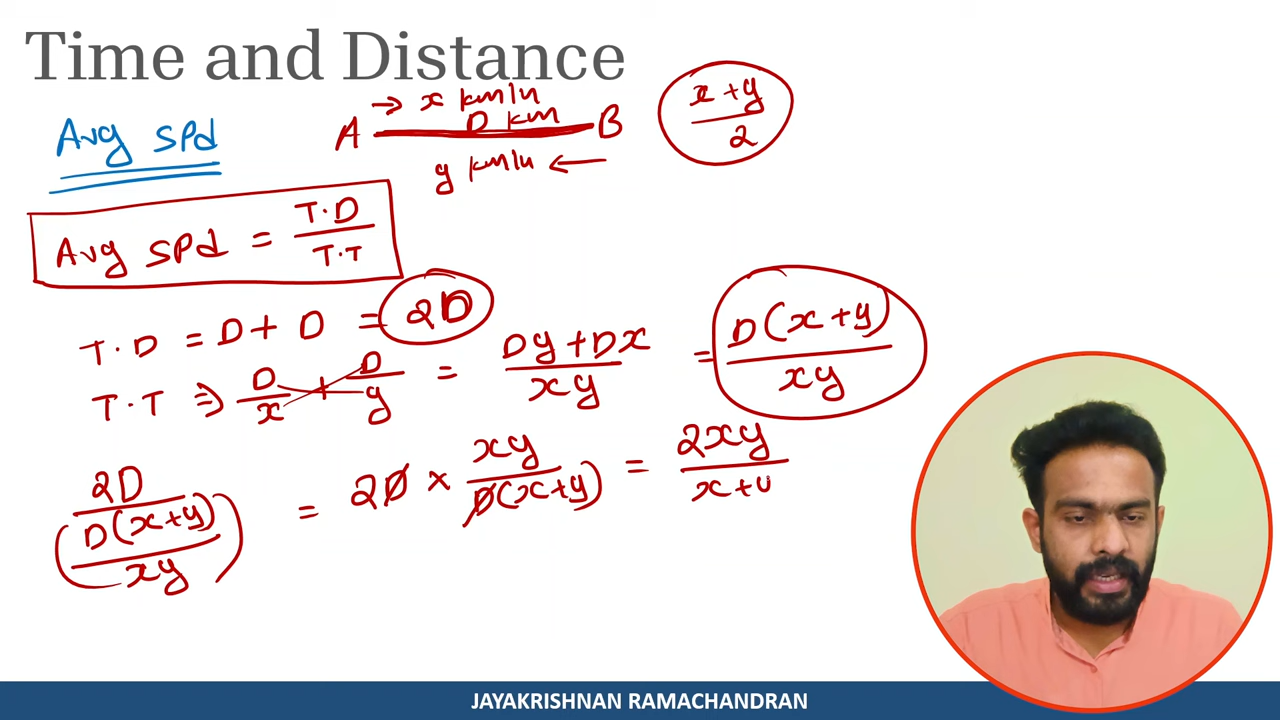 Time and Distance
→ x km/h
A D km B
y km/h ←
x + y / 2
Avg spd
Avg spd = T.D / T.T
T.D = D + D = 2D
T.T ⇒ D/x + D/y = Dy + Dx / xy = D(x+y) / xy
2D / (D(x+y) / xy) = 2D × xy / D(x+y) = 2xy / x+y
JAYAKRISHNAN RAMACHANDRAN